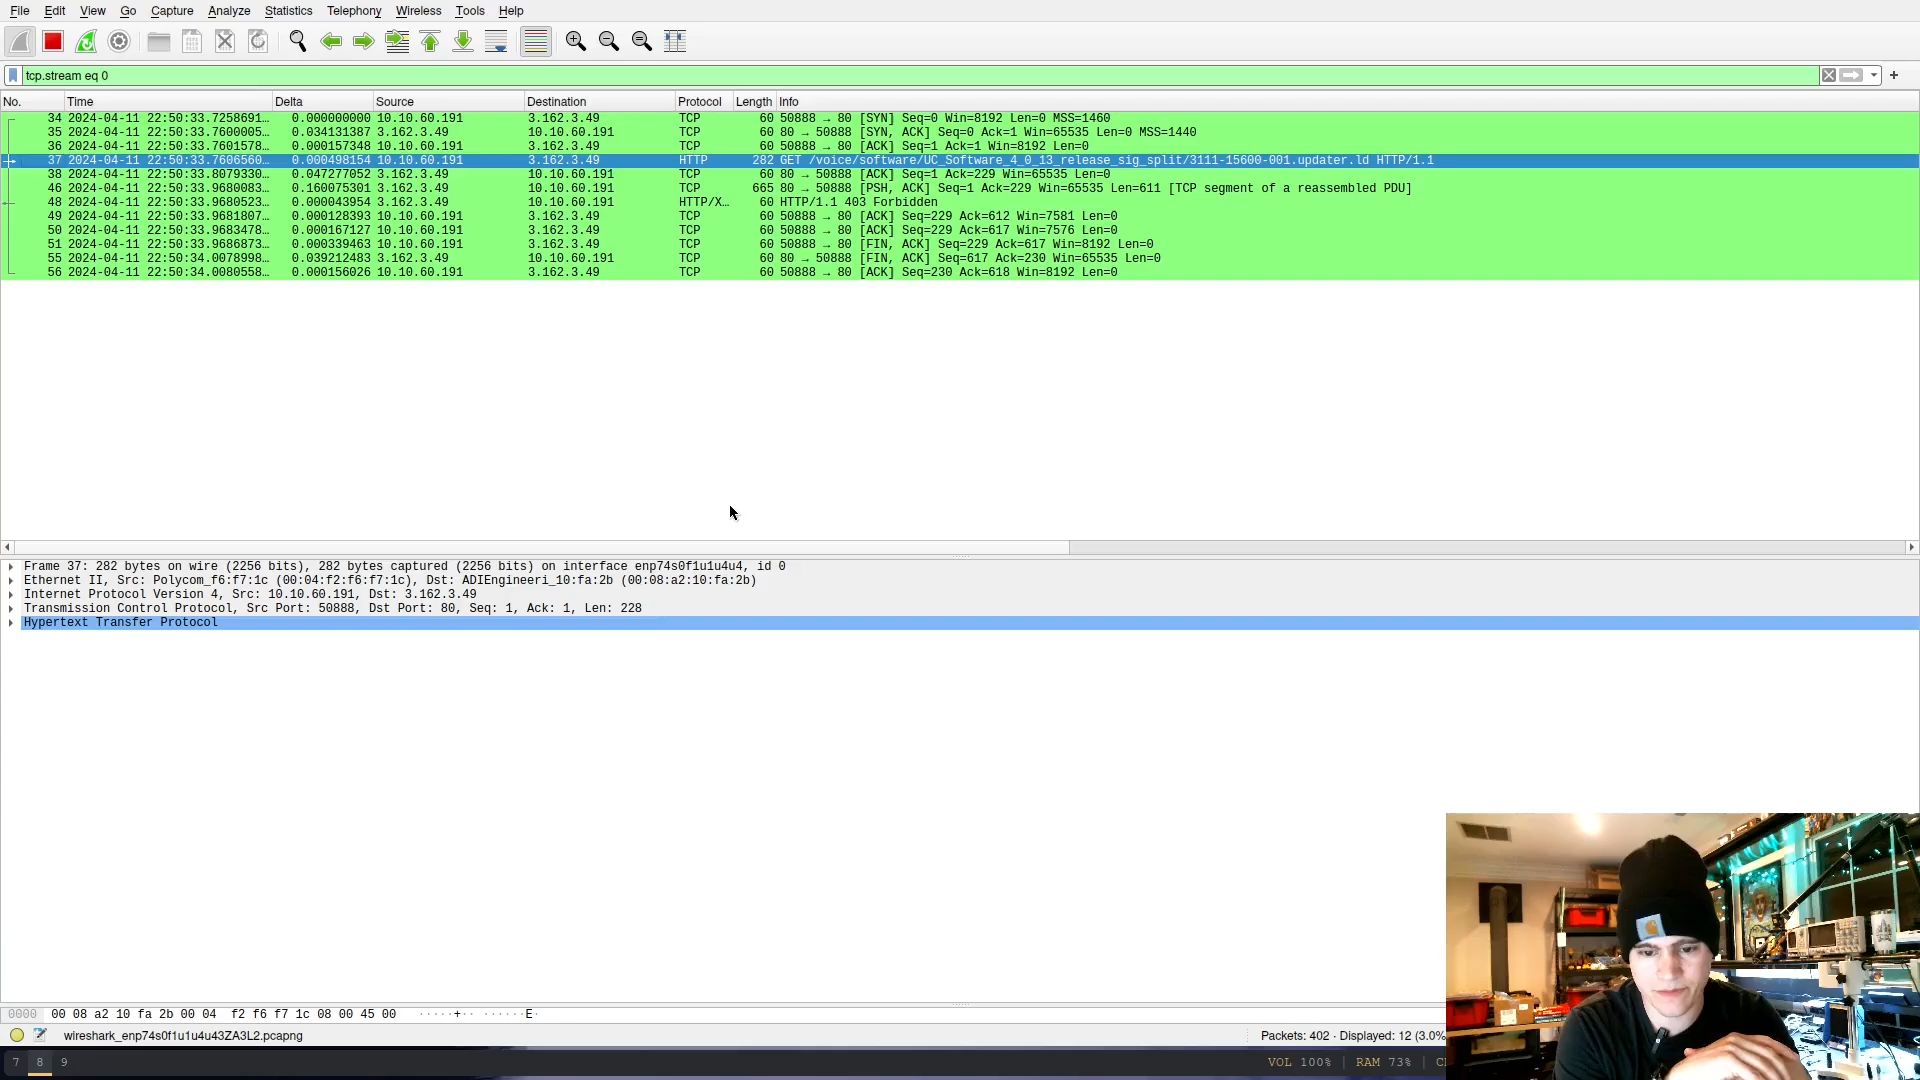 File Edit View Go Capture Analyze Statistics Telephony Wireless Tools Help
tcp.stream eq 0
No. Time Delta Source Destination Protocol Length Info
34 2024-04-11 22:50:33.7258691… 0.000000000 10.10.60.191 3.162.3.49 TCP 60 50888 → 80 [SYN] Seq=0 Win=8192 Len=0 MSS=1460
35 2024-04-11 22:50:33.7600005… 0.034131387 3.162.3.49 10.10.60.191 TCP 60 80 → 50888 [SYN, ACK] Seq=0 Ack=1 Win=65535 Len=0 MSS=1440
36 2024-04-11 22:50:33.7601578… 0.000157348 10.10.60.191 3.162.3.49 TCP 60 50888 → 80 [ACK] Seq=1 Ack=1 Win=8192 Len=0
37 2024-04-11 22:50:33.7606560… 0.000498154 10.10.60.191 3.162.3.49 HTTP 282 GET /voice/software/UC_Software_4_0_13_release_sig_split/3111-15600-001.updater.ld HTTP/1.1
38 2024-04-11 22:50:33.8079330… 0.047277052 3.162.3.49 10.10.60.191 TCP 60 80 → 50888 [ACK] Seq=1 Ack=229 Win=65535 Len=0
46 2024-04-11 22:50:33.9680083… 0.160075301 3.162.3.49 10.10.60.191 TCP 665 80 → 50888 [PSH, ACK] Seq=1 Ack=229 Win=65535 Len=611 [TCP segment of a reassembled PDU]
48 2024-04-11 22:50:33.9680523… 0.000043954 3.162.3.49 10.10.60.191 HTTP/X… 60 HTTP/1.1 403 Forbidden
49 2024-04-11 22:50:33.9681807… 0.000128393 10.10.60.191 3.162.3.49 TCP 60 50888 → 80 [ACK] Seq=229 Ack=612 Win=7581 Len=0
50 2024-04-11 22:50:33.9683478… 0.000167127 10.10.60.191 3.162.3.49 TCP 60 50888 → 80 [ACK] Seq=229 Ack=617 Win=7576 Len=0
51 2024-04-11 22:50:33.9686873… 0.000339463 10.10.60.191 3.162.3.49 TCP 60 50888 → 80 [FIN, ACK] Seq=229 Ack=617 Win=8192 Len=0
55 2024-04-11 22:50:34.0078998… 0.039212483 3.162.3.49 10.10.60.191 TCP 60 80 → 50888 [FIN, ACK] Seq=617 Ack=230 Win=65535 Len=0
56 2024-04-11 22:50:34.0080558… 0.000156026 10.10.60.191 3.162.3.49 TCP 60 50888 → 80 [ACK] Seq=230 Ack=618 Win=8192 Len=0
Frame 37: 282 bytes on wire (2256 bits), 282 bytes captured (2256 bits) on interface enp74s0f1u1u4u4, id 0
Ethernet II, Src: Polycom_f6:f7:1c (00:04:f2:f6:f7:1c), Dst: ADIEngineeri_10:fa:2b (00:08:a2:10:fa:2b)
Internet Protocol Version 4, Src: 10.10.60.191, Dst: 3.162.3.49
Transmission Control Protocol, Src Port: 50888, Dst Port: 80, Seq: 1, Ack: 1, Len: 228
Hypertext Transfer Protocol
0000 00 08 a2 10 fa 2b 00 04 f2 f6 f7 1c 08 00 45 00 ·····+·· ······E·
wireshark_enp74s0f1u1u4u43ZA3L2.pcapng Packets: 402 · Displayed: 12 (3.0%
7 8 9 VOL 100% | RAM 73% |